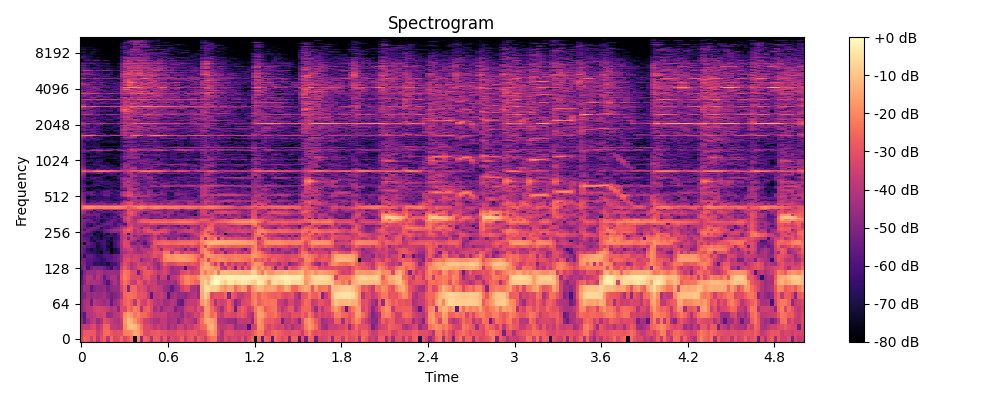 Spectrogram
Frequency
8192
4096
2048
1024
512
256
128
64
0
0 0.6 1.2 1.8 2.4 3 3.6 4.2 4.8
Time
+0 dB
-10 dB
-20 dB
-30 dB
-40 dB
-50 dB
-60 dB
-70 dB
-80 dB